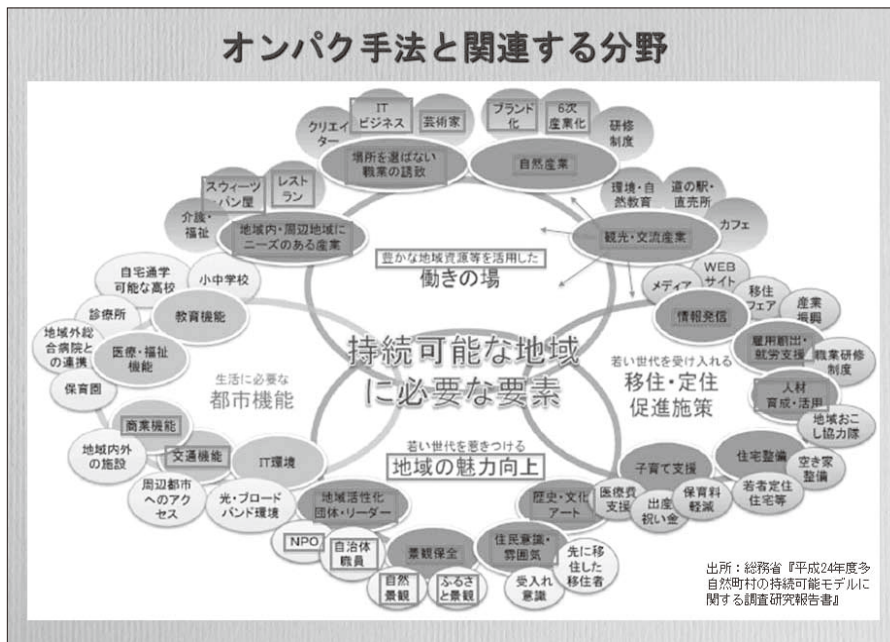 オンパク手法と関連する分野
クリエイ
ター
IT
ビジネス
芸術家
ブランド
化
6次
産業化
研修
制度
場所を選ばない
職業の誘致
自然産業
スウィーツ
・パン屋
レスト
ラン
介護・
福祉
地域内・周辺地域に
ニーズのある産業
環境・自
然教育
道の駅・
直売所
カフェ
観光・交流産業
豊かな地域資源等を活用した
働きの場
自宅通学
可能な高校
小中学校
診療所
教育機能
地域外総
合病院と
の連携
医療・福祉
機能
保育園
生活に必要な
都市機能
メディア
WEB
サイト
移住
フェア
産業
振興
情報発信
雇用創出・
就労支援
職業研修
制度
人材
育成・活用
地域おこ
し協力隊
若い世代を受け入れる
移住・定住
促進施策
持続可能な地域
に必要な要素
商業機能
地域内外
の施設
交通機能
IT環境
周辺都市
へのアク
セス
光・ブロード
バンド環境
若い世代を惹きつける
地域の魅力向上
地域活性化
団体・リーダー
NPO
自治体
職員
景観保全
自然
景観
ふるさ
と景観
歴史・文化
アート
住民意識・
雰囲気
受入れ
意識
先に移
住した
移住者
子育て支援
医療費
支援
出産
祝い金
保育料
軽減
住宅整備
若者定住
住宅等
空き家
整備
出所：総務省『平成24年度多
自然町村の持続可能モデルに
関する調査研究報告書』